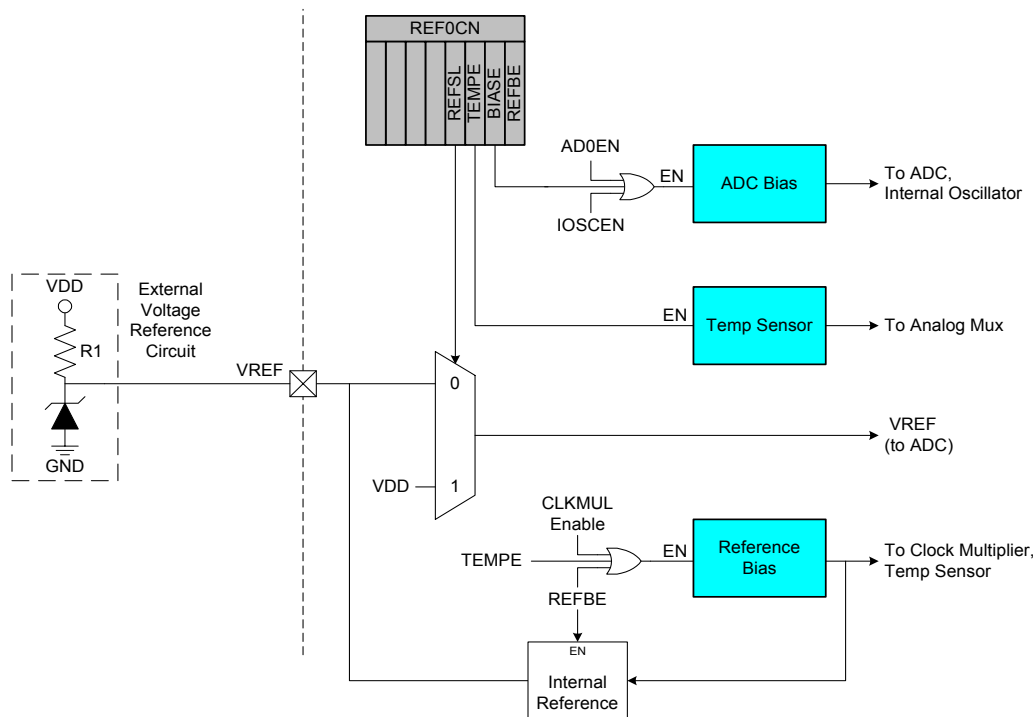 REF0CN
REFSL
TEMPE
BIASE
REFBE
AD0EN
IOSCEN
EN
ADC Bias
To ADC,
Internal Oscillator
VDD
R1
GND
External
Voltage
Reference
Circuit
EN
Temp Sensor
To Analog Mux
VREF
0
VDD
1
VREF
(to ADC)
CLKMUL
Enable
TEMPE
REFBE
EN
Reference
Bias
To Clock Multiplier,
Temp Sensor
EN
Internal
Reference